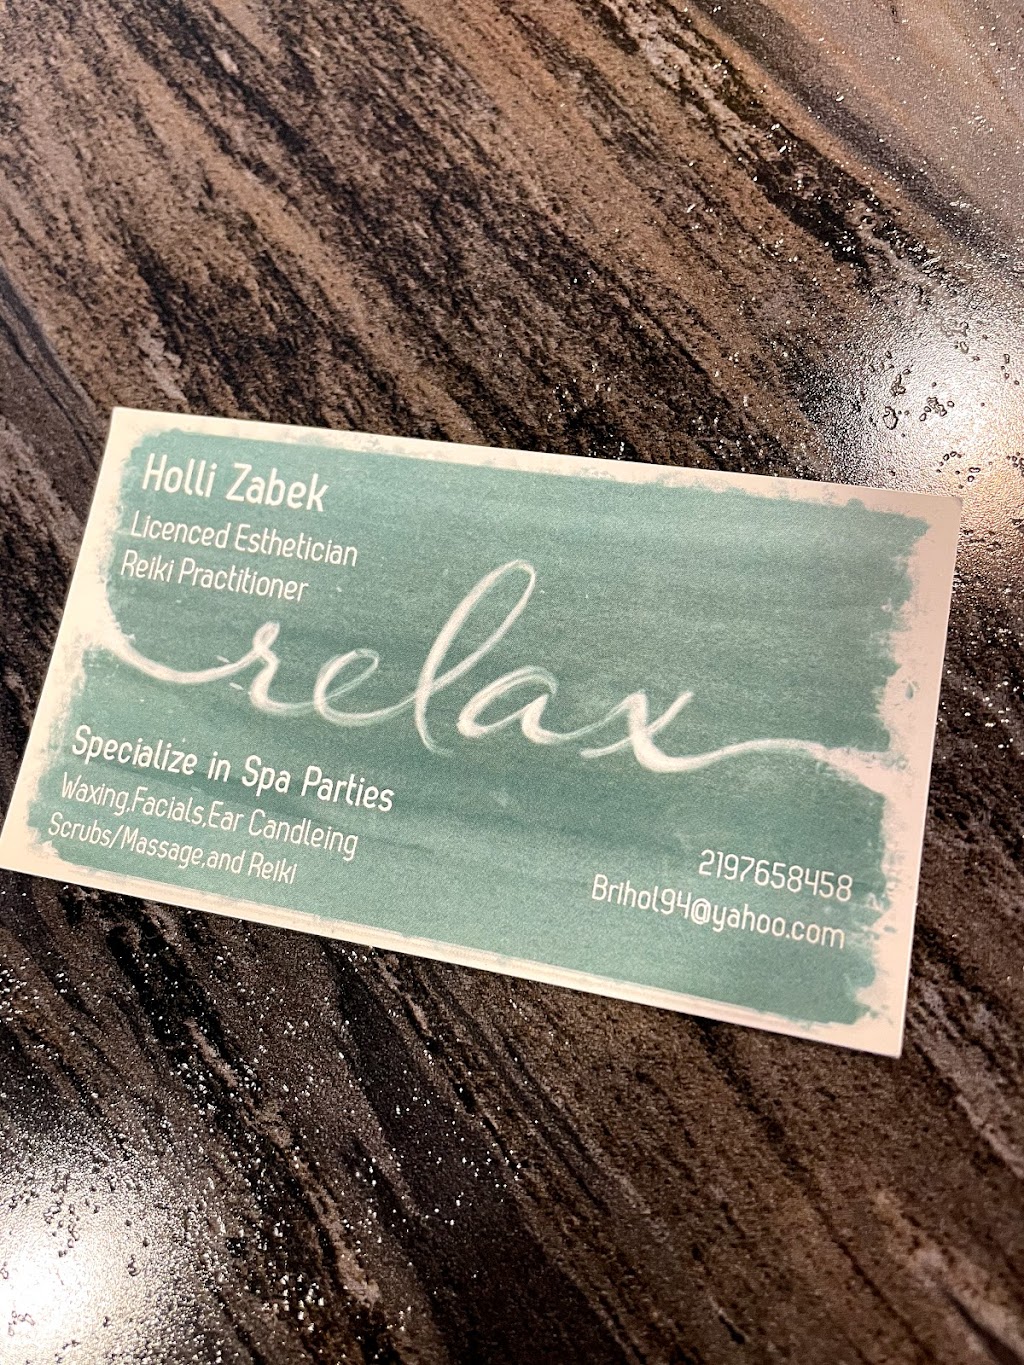 Holli Zabek
Licenced Esthetician
Reiki Practitioner
relax
Specialize in Spa Parties
Waxing,Facials,Ear Candleing
Scrubs/Massage,and Reiki
2197658458
Brihol94@yahoo.com